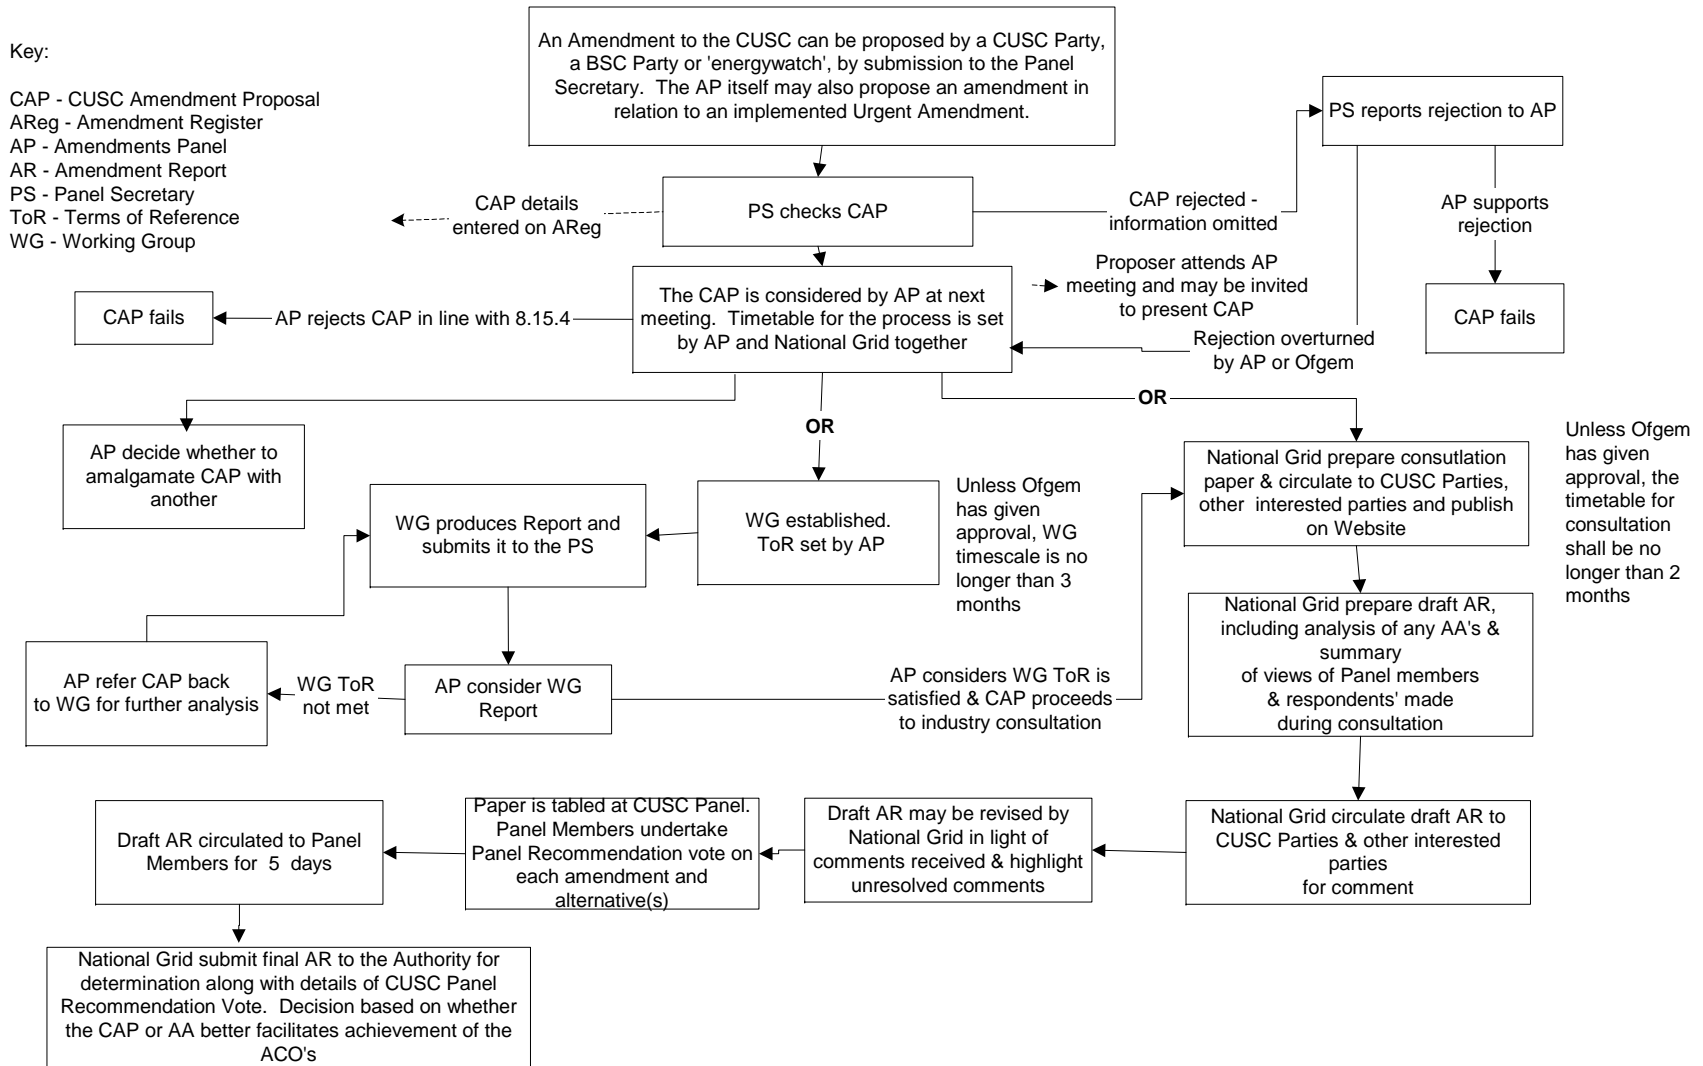 Key:
CAP - CUSC Amendment Proposal
AReg - Amendment Register
AP - Amendments Panel
AR - Amendment Report
PS - Panel Secretary
ToR - Terms of Reference
WG - Working Group
An Amendment to the CUSC can be proposed by a CUSC Party,
a BSC Party or 'energywatch', by submission to the Panel
Secretary. The AP itself may also propose an amendment in
relation to an implemented Urgent Amendment.
PS reports rejection to AP
CAP details
entered on AReg
PS checks CAP
CAP rejected -
information omitted
AP supports
rejection
CAP fails
AP rejects CAP in line with 8.15.4
The CAP is considered by AP at next
meeting. Timetable for the process is set
by AP and National Grid together
Proposer attends AP
meeting and may be invited
to present CAP
Rejection overturned
by AP or Ofgem
CAP fails
OR
OR
AP decide whether to
amalgamate CAP with
another
WG produces Report and
submits it to the PS
WG established.
ToR set by AP
Unless Ofgem
has given
approval, WG
timescale is no
longer than 3
months
National Grid prepare consutlation
paper & circulate to CUSC Parties,
other interested parties and publish
on Website
Unless Ofgem
has given
approval, the
timetable for
consultation
shall be no
longer than 2
months
National Grid prepare draft AR,
including analysis of any AA's &
summary
of views of Panel members
& respondents' made
during consultation
AP refer CAP back
to WG for further analysis
WG ToR
not met
AP consider WG
Report
AP considers WG ToR is
satisfied & CAP proceeds
to industry consultation
Draft AR circulated to Panel
Members for 5 days
Paper is tabled at CUSC Panel.
Panel Members undertake
Panel Recommendation vote on
each amendment and
alternative(s)
Draft AR may be revised by
National Grid in light of
comments received & highlight
unresolved comments
National Grid circulate draft AR to
CUSC Parties & other interested
parties
for comment
National Grid submit final AR to the Authority for
determination along with details of CUSC Panel
Recommendation Vote. Decision based on whether
the CAP or AA better facilitates achievement of the
ACO's